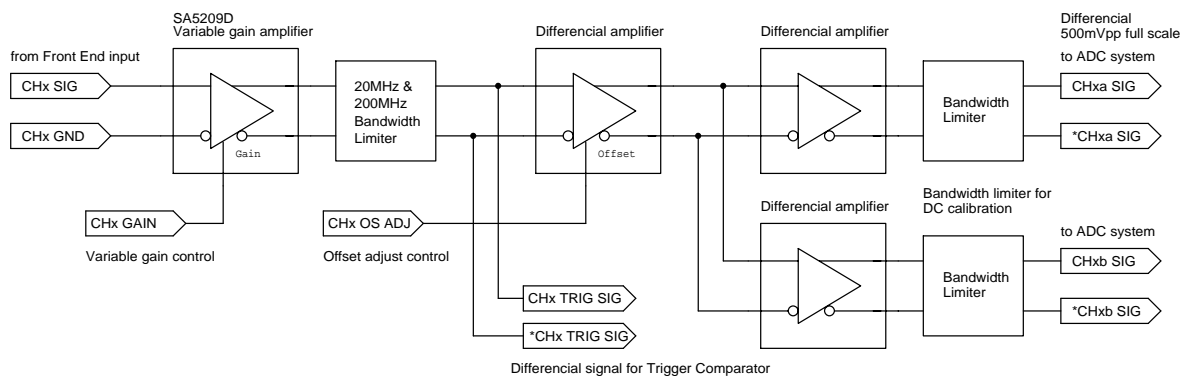 SA5209D
Variable gain amplifier
Differencial amplifier
Differencial amplifier
Differencial
500mVpp full scale
from Front End input
to ADC system
CHx SIG
20MHz &
200MHz
Bandwidth
Limiter
Bandwidth
Limiter
CHxa SIG
CHx GND
*CHxa SIG
Gain
Offset
Differencial amplifier
Bandwidth limiter for
DC calibration
CHx GAIN
CHx OS ADJ
to ADC system
Variable gain control
Offset adjust control
CHxb SIG
Bandwidth
Limiter
CHx TRIG SIG
*CHxb SIG
*CHx TRIG SIG
Differencial signal for Trigger Comparator